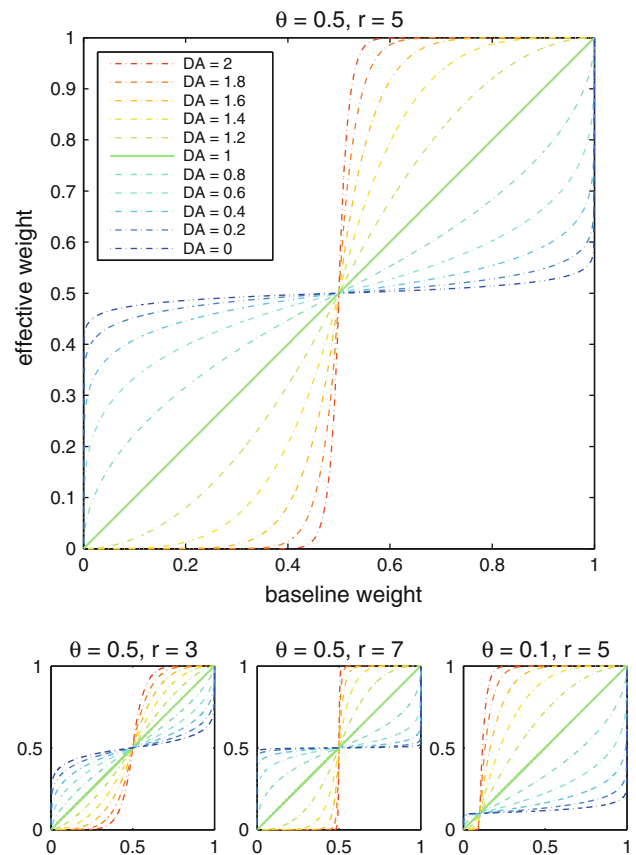 θ = 0.5, r = 5
1
0.9
0.8
0.7
0.6
0.5
0.4
0.3
0.2
0.1
0
effective weight
DA = 2
DA = 1.8
DA = 1.6
DA = 1.4
DA = 1.2
DA = 1
DA = 0.8
DA = 0.6
DA = 0.4
DA = 0.2
DA = 0
0 0.2 0.4 0.6 0.8 1
baseline weight
θ = 0.5, r = 3
1
0.5
0
0 0.5 1
θ = 0.5, r = 7
1
0.5
0
0 0.5 1
θ = 0.1, r = 5
1
0.5
0
0 0.5 1